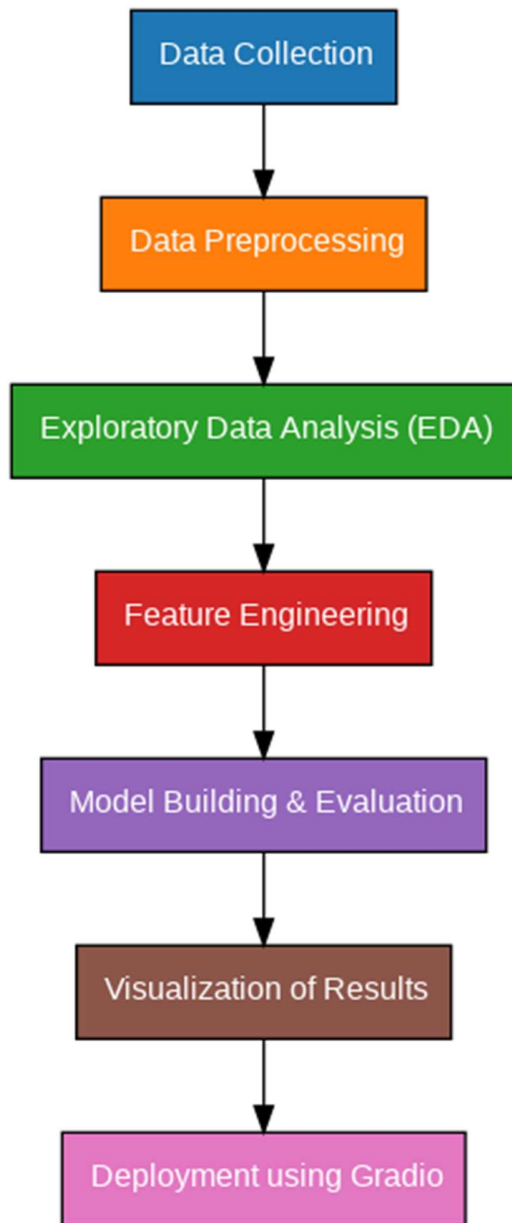 Data Collection
Data Preprocessing
Exploratory Data Analysis (EDA)
Feature Engineering
Model Building & Evaluation
Visualization of Results
Deployment using Gradio